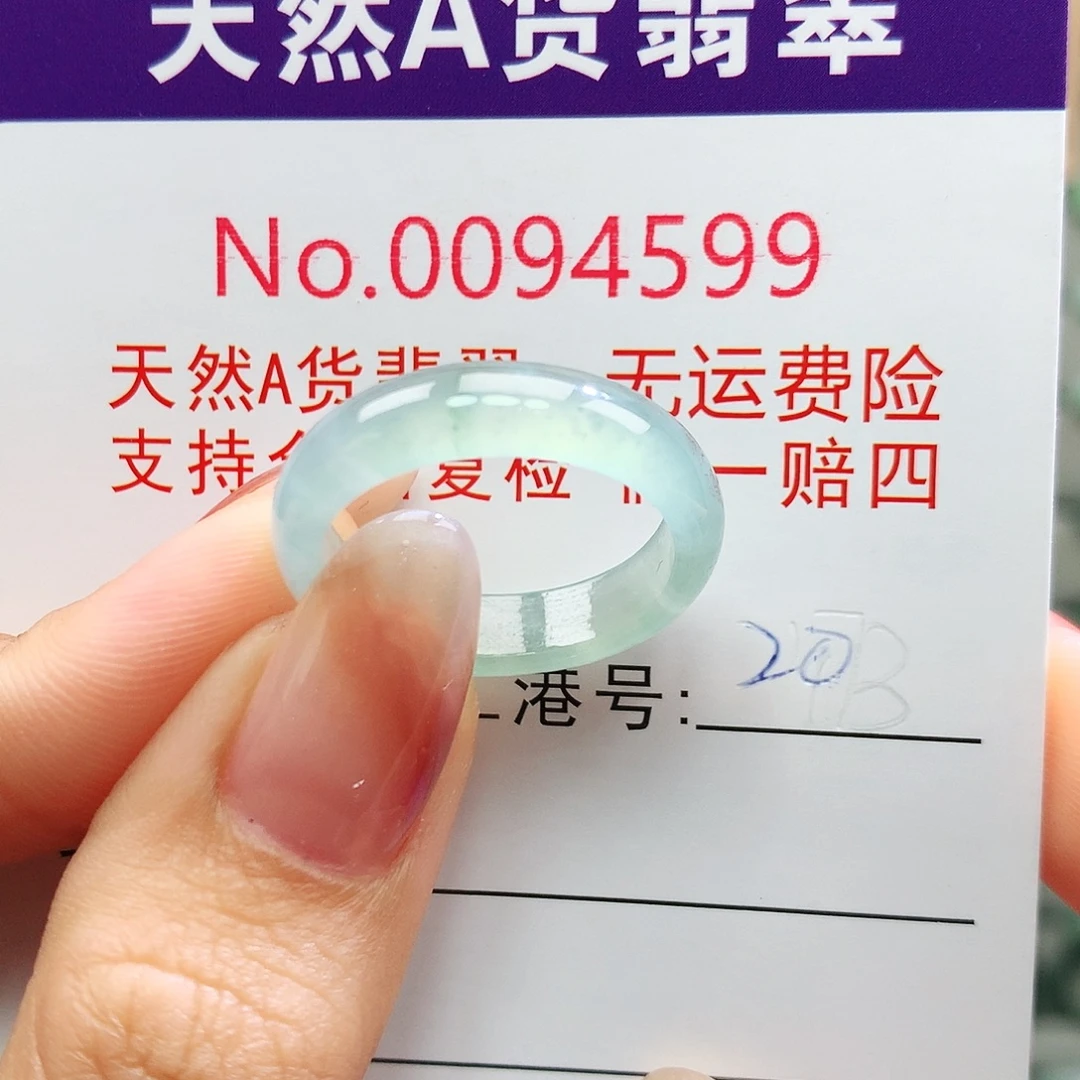 天然A货翡翠
No.0094599
天然A货翡翠 无运费险
支持 复检 一赔四
港号: 20